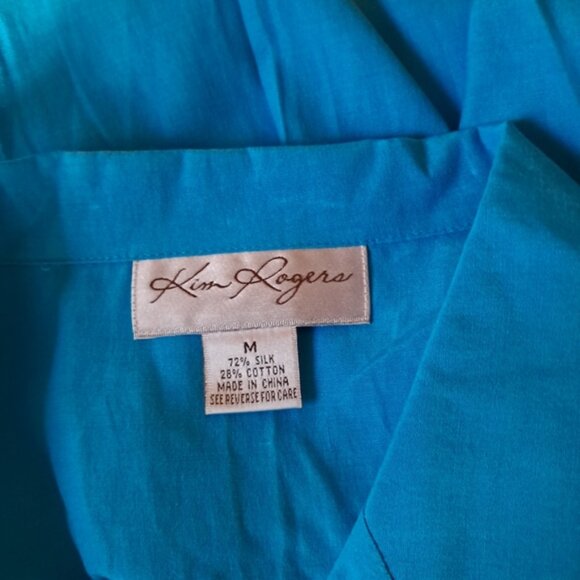 Kim Rogers
M
72% SILK
28% COTTON
MADE IN CHINA
SEE REVERSE FOR CARE